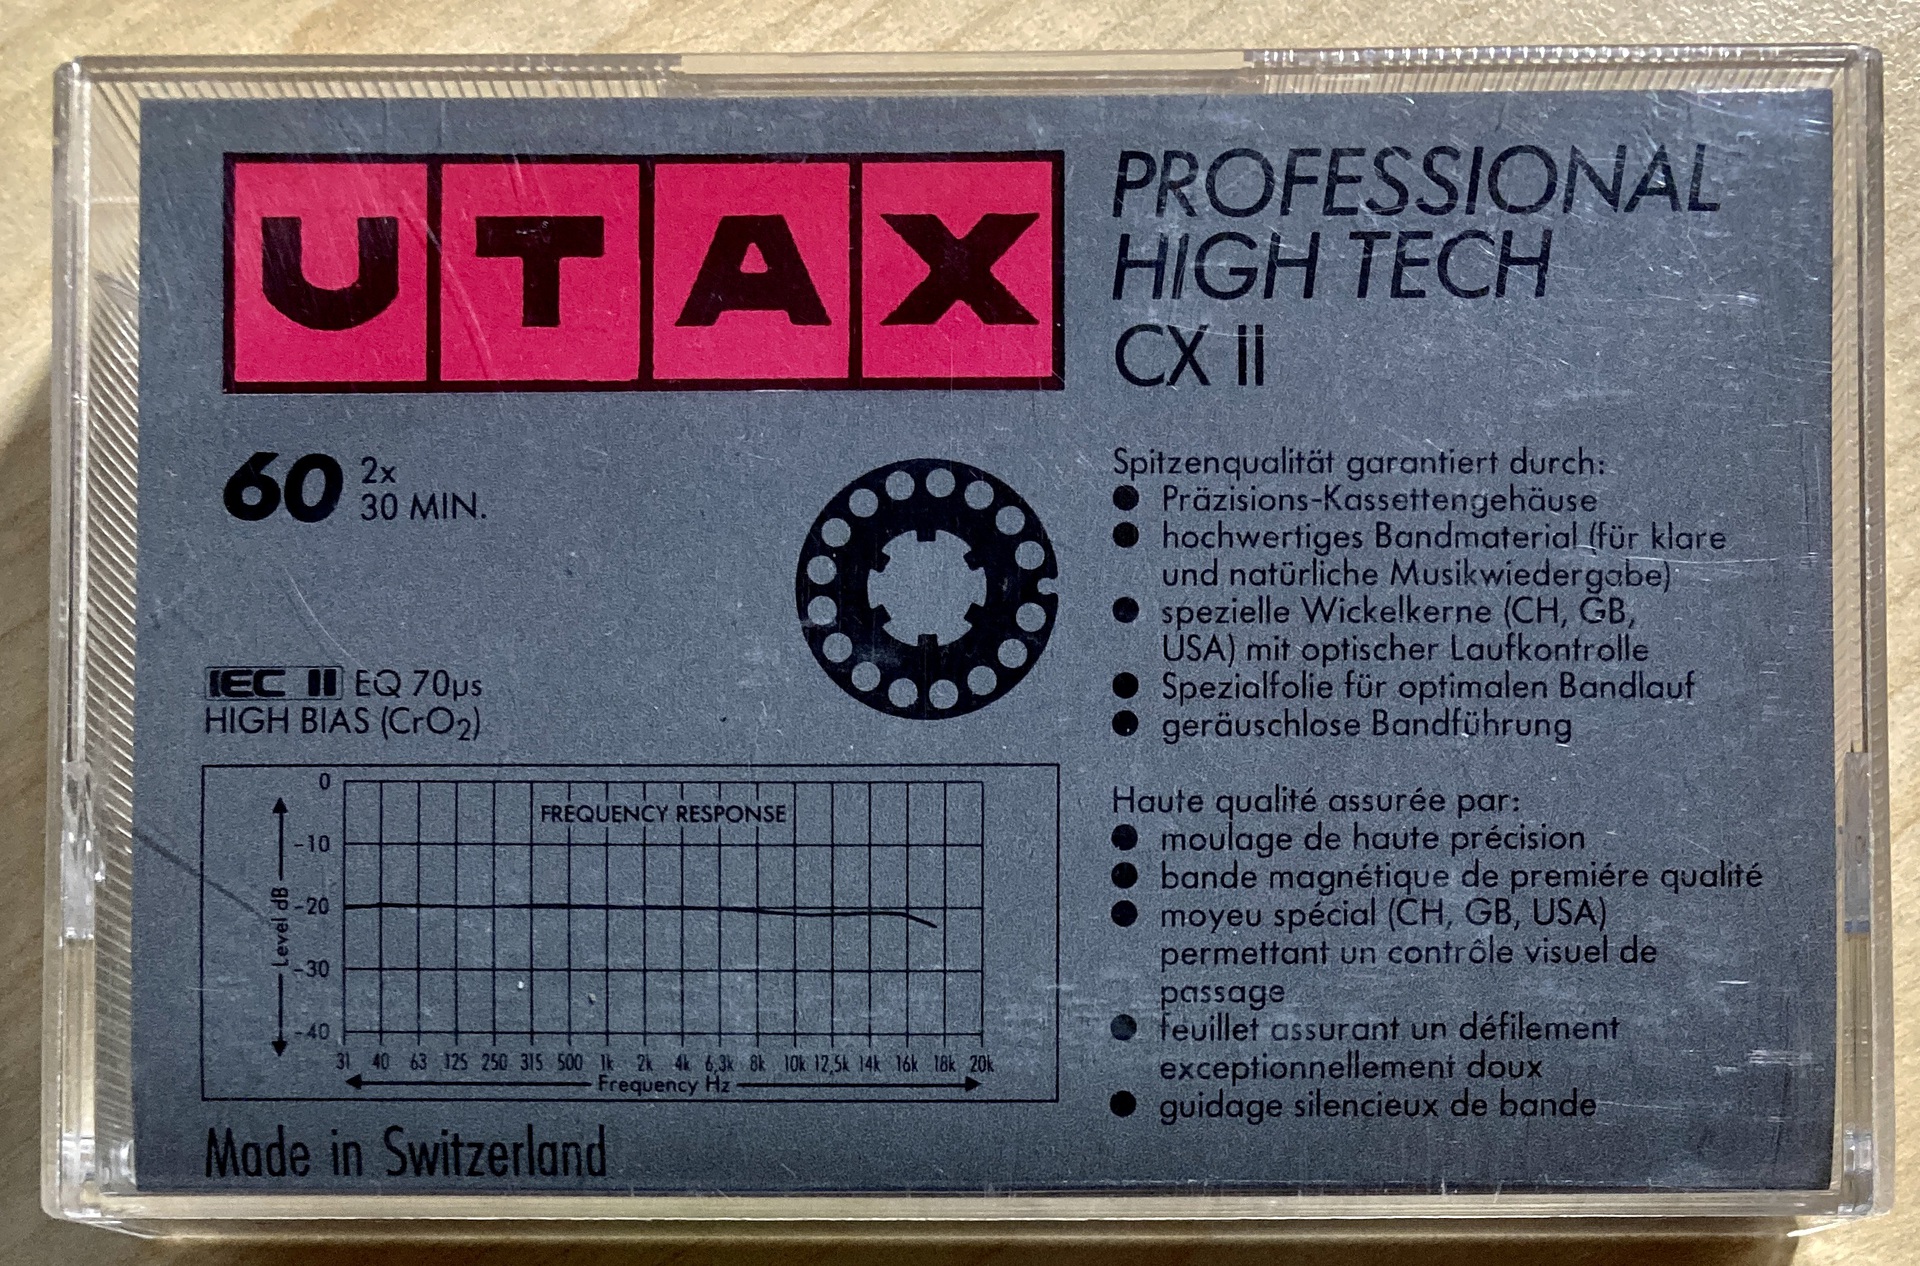 UTAX
PROFESSIONAL
HIGH TECH
CX II
60 2x
30 MIN.
IEC II EQ 70µs
HIGH BIAS (CrO₂)
FREQUENCY RESPONSE
Level dB
0
-10
-20
-30
-40
31 40 63 125 250 315 500 1k 2k 4k 6,3k 8k 10k 12,5k 14k 16k 18k 20k
Frequency Hz
Made in Switzerland
Spitzenqualität garantiert durch:
● Präzisions-Kassettengehäuse
● hochwertiges Bandmaterial (für klare
und natürliche Musikwiedergabe)
● spezielle Wickelkerne (CH, GB,
USA) mit optischer Laufkontrolle
● Spezialfolie für optimalen Bandlauf
● geräuschlose Bandführung
Haute qualité assurée par:
● moulage de haute précision
● bande magnétique de premiére qualité
● moyeu spécial (CH, GB, USA)
permettant un contrôle visuel de
passage
● feuillet assurant un défilement
exceptionnellement doux
● guidage silencieux de bande